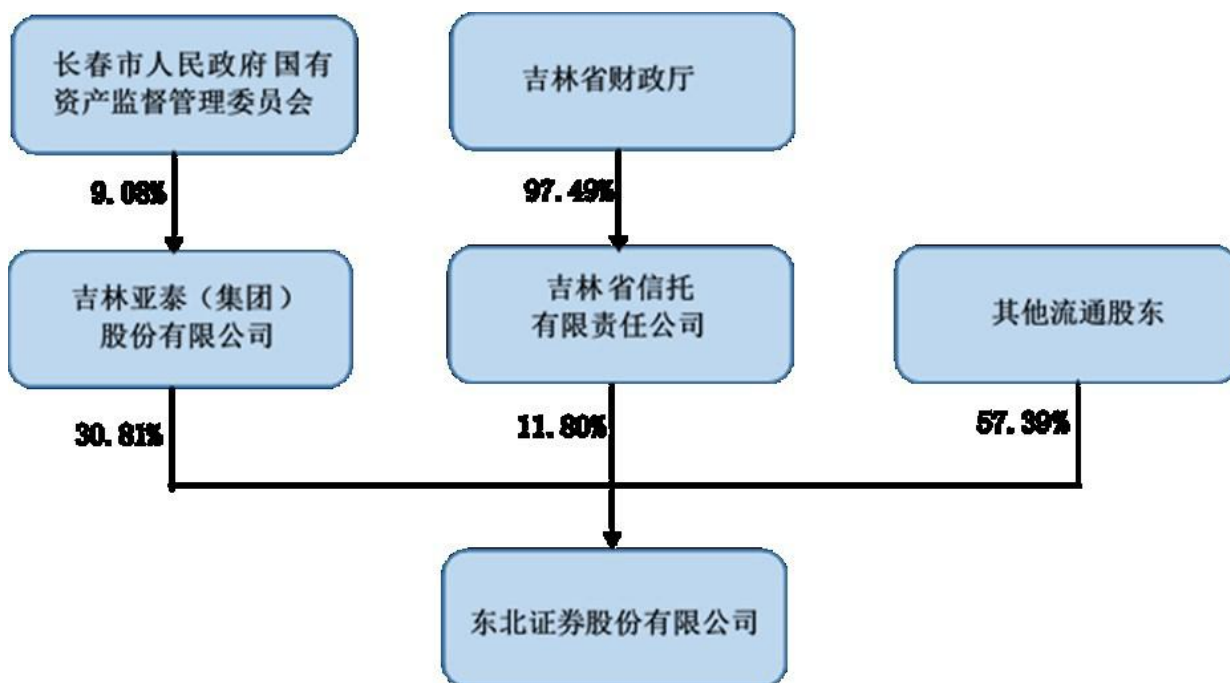 长春市人民政府国有
资产监督管理委员会
吉林省财政厅
9.08%
97.49%
吉林亚泰（集团）
股份有限公司
吉林省信托
有限责任公司
其他流通股东
30.81%
11.80%
57.39%
东北证券股份有限公司